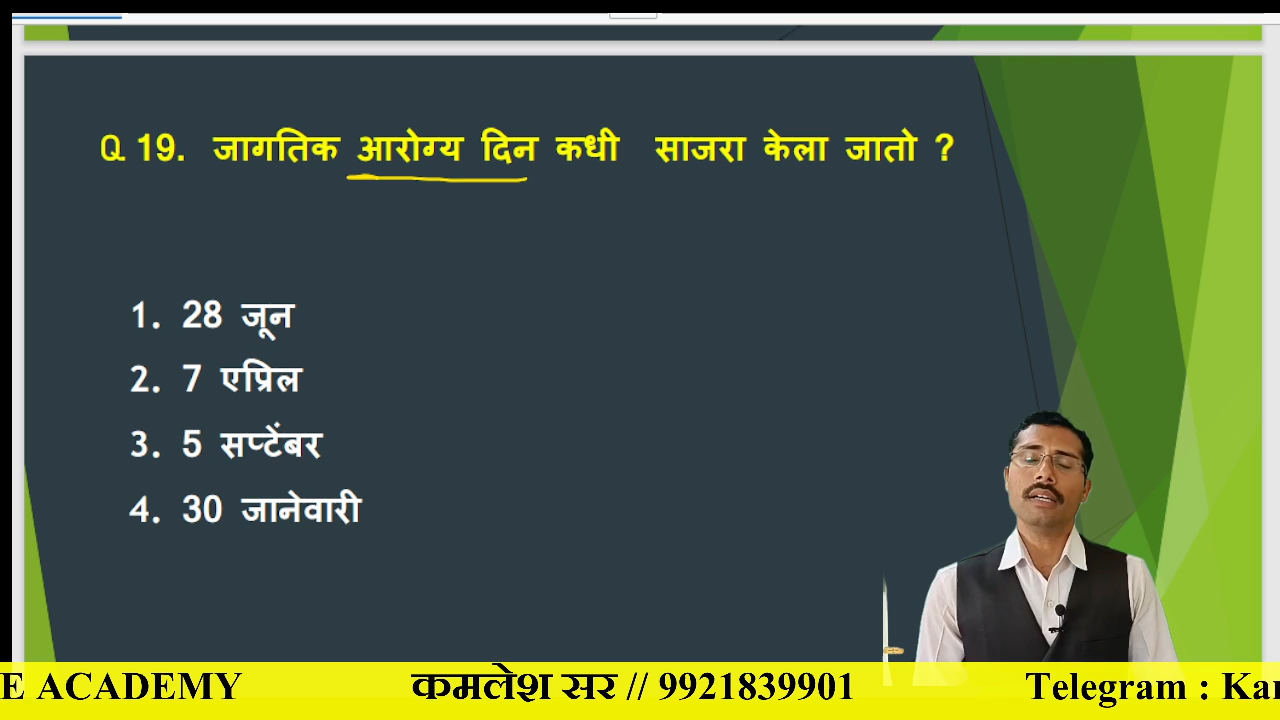 Q 19. जागतिक आरोग्य दिन कधी साजरा केला जातो ?
1. 28 जून
2. 7 एप्रिल
3. 5 सप्टेंबर
4. 30 जानेवारी
E ACADEMY कमलेश सर // 9921839901 Telegram : Kar